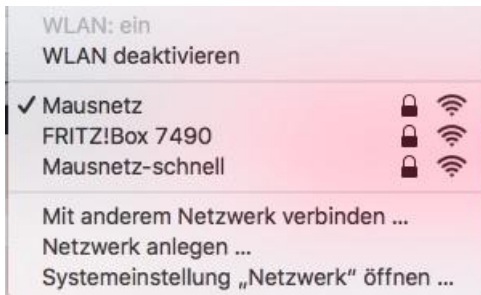 WLAN: ein
WLAN deaktivieren
✓ Mausnetz
FRITZ!Box 7490
Mausnetz-schnell
Mit anderem Netzwerk verbinden ...
Netzwerk anlegen ...
Systemeinstellung „Netzwerk“ öffnen ...